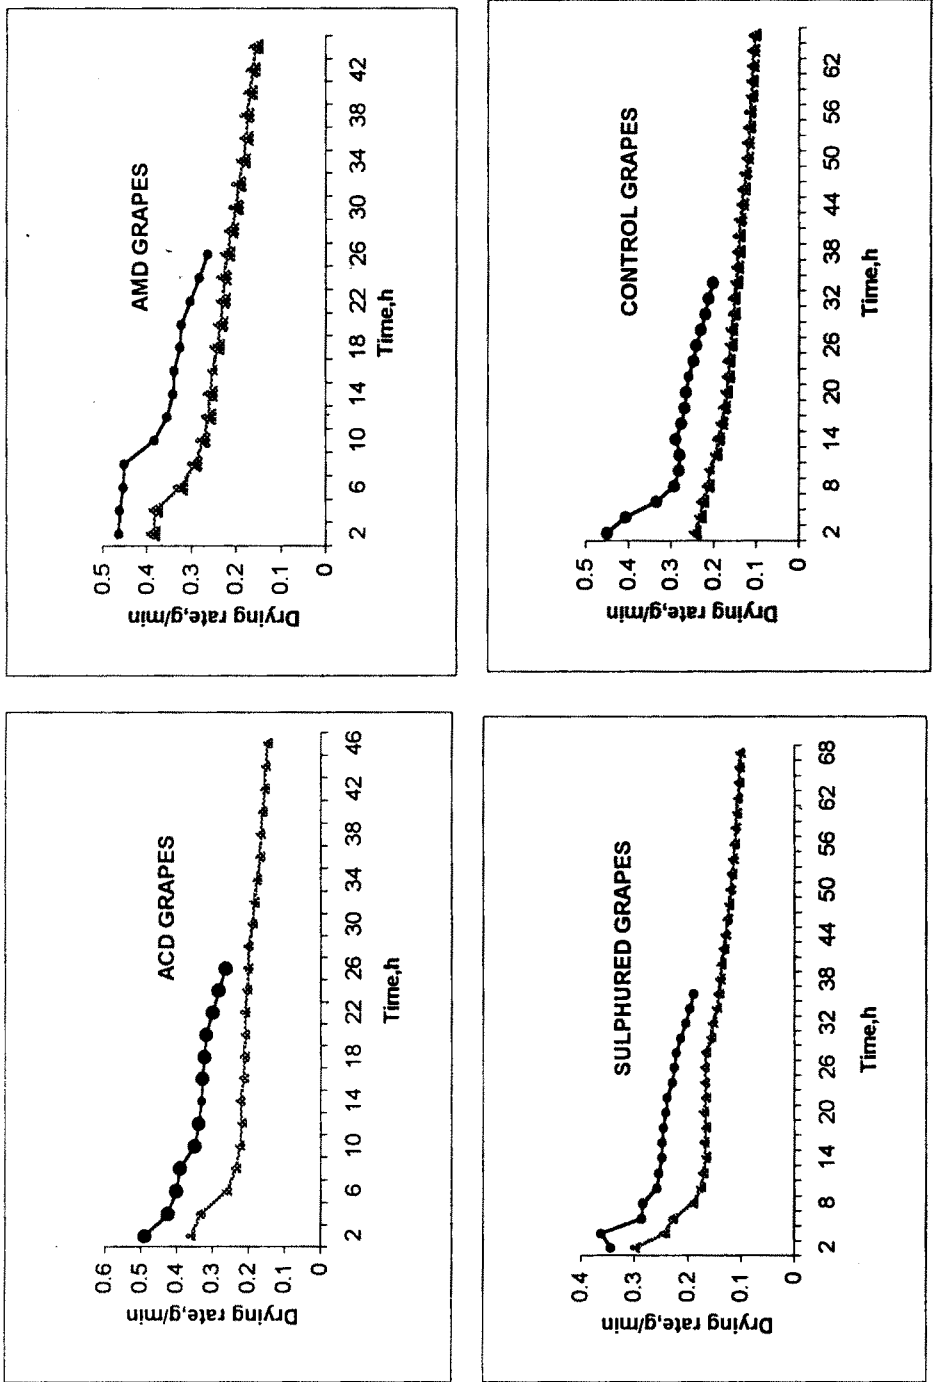 ACD GRAPES
Drying rate,g/min
0.6
0.5
0.4
0.3
0.2
0.1
0
2 6 10 14 18 22 26 30 34 38 42 46
Time,h
AMD GRAPES
Drying rate,g/min
0.5
0.4
0.3
0.2
0.1
0
2 6 10 14 18 22 26 30 34 38 42
Time,h
SULPHURED GRAPES
Drying rate,g/min
0.4
0.3
0.2
0.1
0
2 8 14 20 26 32 38 44 50 56 62 68
Time,h
CONTROL GRAPES
Drying rate,g/min
0.5
0.4
0.3
0.2
0.1
0
2 8 14 20 26 32 38 44 50 56 62
Time,h